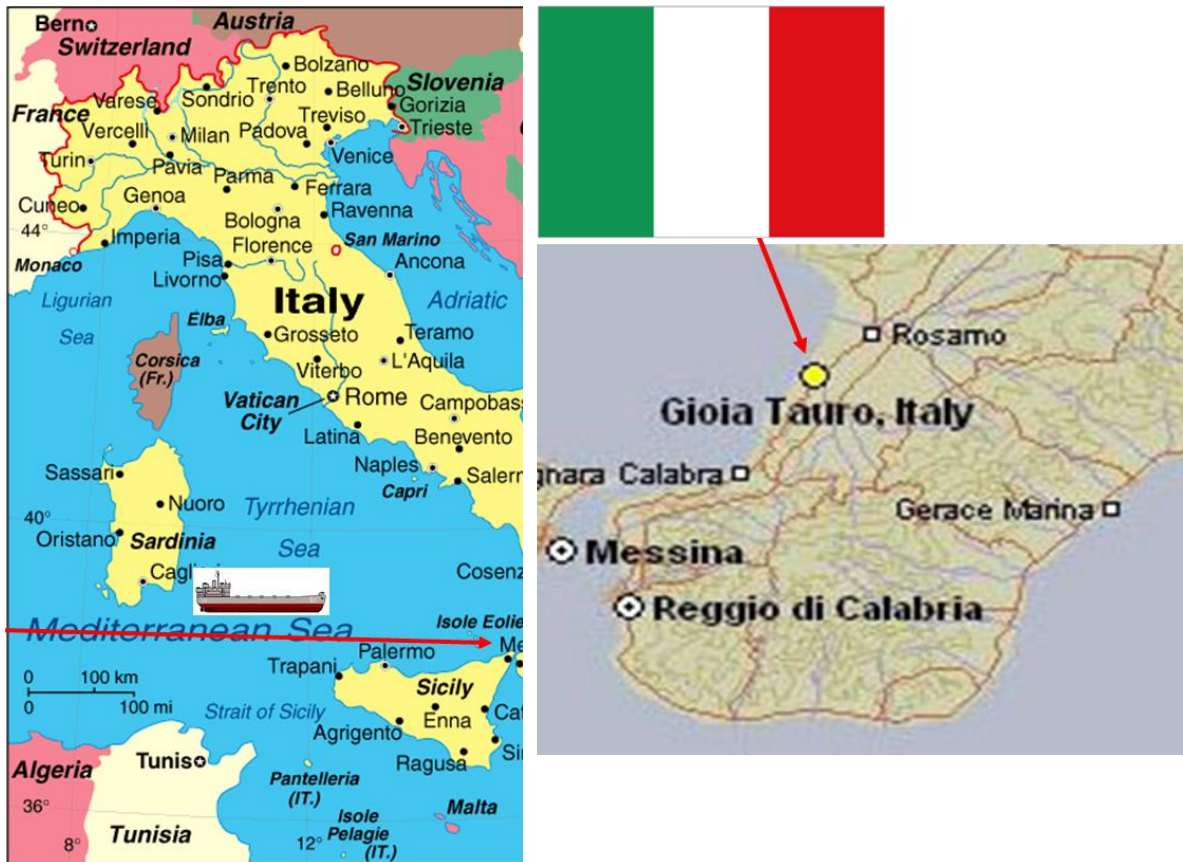 Bern
Switzerland
Austria
Bolzano
Slovenia
Sondrio
Trento
Belluno
Varese
Gorizia
France
Vercelli
Milan
Padova
Treviso
Trieste
Turin
Pavia
Venice
Parma
Ferrara
Cuneo
Genoa
Bologna
Ravenna
44°
Imperia
Florence
San Marino
Monaco
Pisa
Livorno
Ancona
Ligurian
Sea
Italy
Adriatic
Elba
Grosseto
Teramo
Corsica
(Fr.)
Viterbo
L'Aquila
Vatican
City
Rome
Campobass
Latina
Benevento
Sassari
Naples
Salern
Capri
Nuoro
Tyrrhenian
Sea
40°
Oristano
Sardinia
Cosenz
Mediterranean Sea
Isole Eolie
Me
Trapani
Palermo
0 100 km
0 100 mi
Sicily
Strait of Sicily
Enna
Cat
Agrigento
Ragusa
Algeria
Tunis
Pantelleria
(IT.)
36°
Malta
Tunisia
Isole
Pelagie
(IT.)
8°
12°
Rosarno
Gioia Tauro, Italy
gnara Calabra
Gerace Marina
Messina
Reggio di Calabria